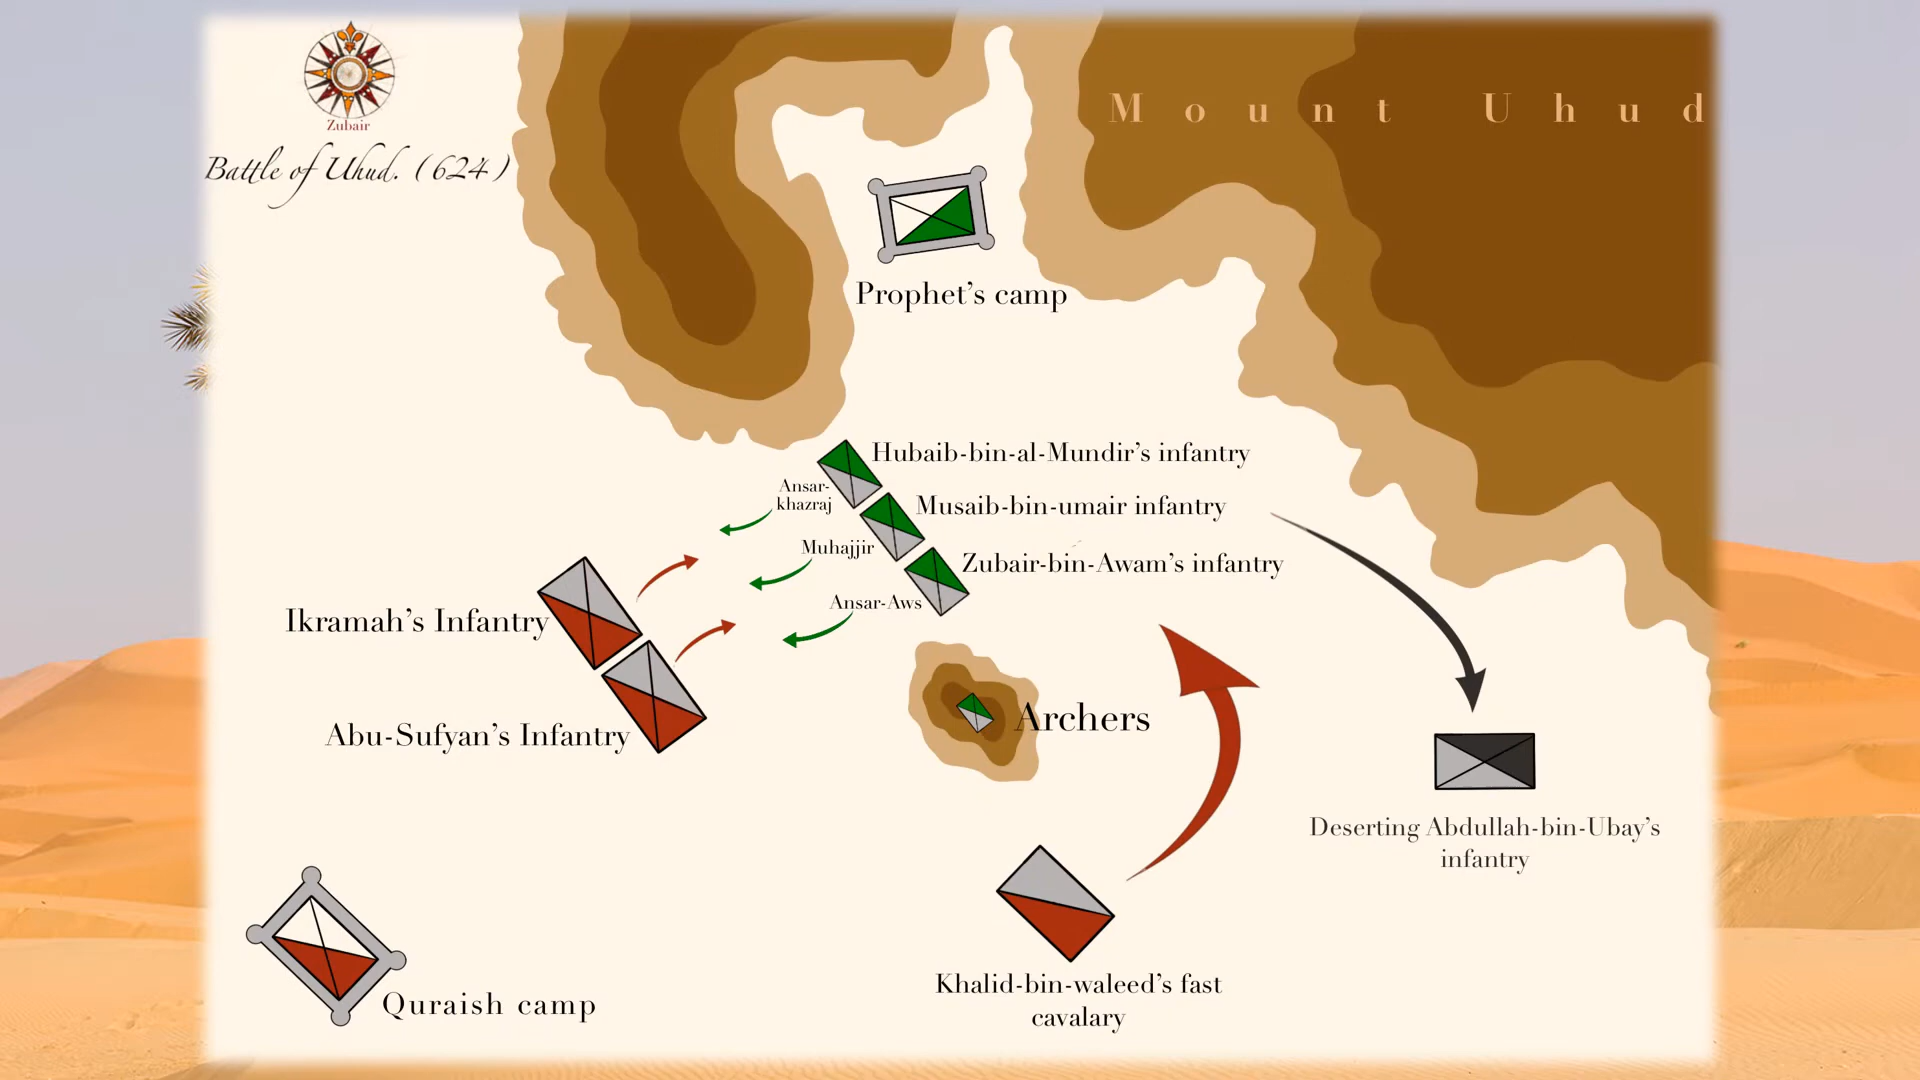 Zubair
Battle of Uhud. (624)
Mount Uhud
Prophet's camp
Hubaib-bin-al-Mundir's infantry
Ansar-
khazraj
Musaib-bin-umair infantry
Muhajjir
Zubair-bin-Awam's infantry
Ansar-Aws
Ikramah's Infantry
Abu-Sufyan's Infantry
Archers
Deserting Abdullah-bin-Ubay's
infantry
Khalid-bin-waleed's fast
cavalary
Quraish camp